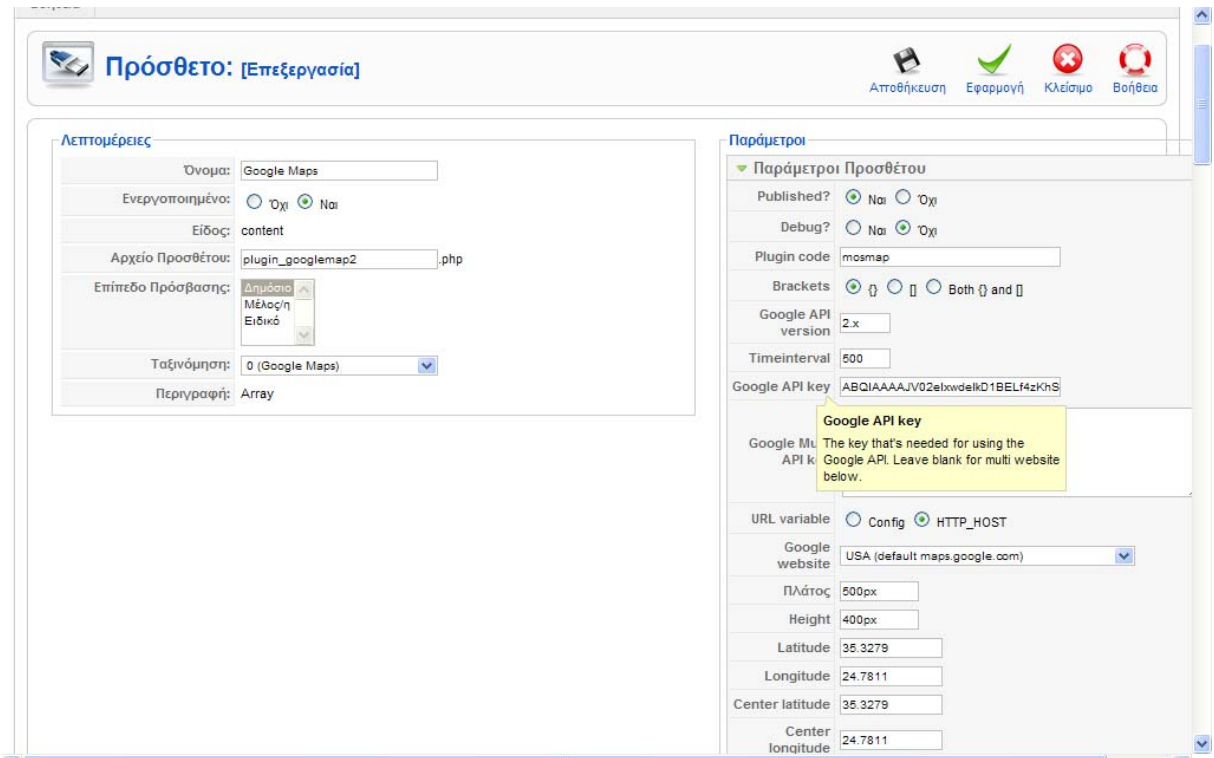 Πρόσθετο: [Επεξεργασία]
Αποθήκευση Εφαρμογή Κλείσιμο Βοήθεια
Λεπτομέρειες
Όνομα: Google Maps
Ενεργοποιημένο: Όχι Ναι
Είδος: content
Αρχείο Προσθέτου: plugin_googlemap2 .php
Επίπεδο Πρόσβασης: Δημόσιο
Μέλος/η
Ειδικό
Ταξινόμηση: 0 (Google Maps)
Περιγραφή: Array
Παράμετροι
Παράμετροι Προσθέτου
Published? Ναι Όχι
Debug? Ναι Όχι
Plugin code mosmap
Brackets {} [] Both {} and []
Google API
version 2.x
Timeinterval 500
Google API key
Google API key
The key that's needed for using the
Google API. Leave blank for multi website
below.
Google Mu
API k
URL variable Config HTTP_HOST
Google
website USA (default maps.google.com)
Πλάτος 500px
Height 400px
Latitude 35.3279
Longitude 24.7811
Center latitude 35.3279
Center
longitude 24.7811